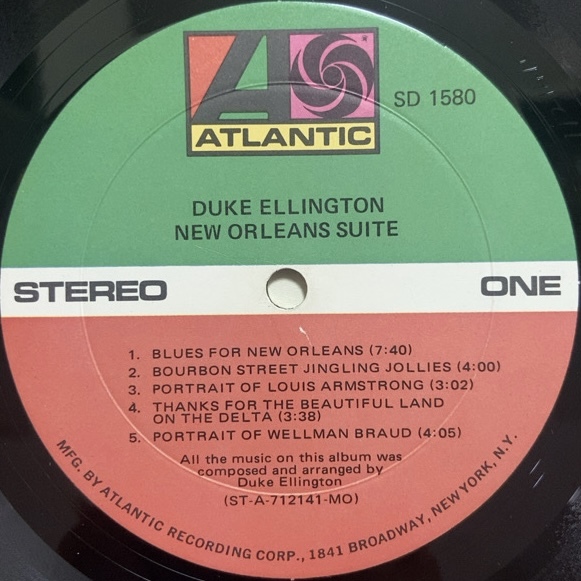 ATLANTIC
SD 1580
DUKE ELLINGTON
NEW ORLEANS SUITE
STEREO
ONE
1. BLUES FOR NEW ORLEANS (7:40)
2. BOURBON STREET JINGLING JOLLIES (4:00)
3. PORTRAIT OF LOUIS ARMSTRONG (3:02)
4. THANKS FOR THE BEAUTIFUL LAND
ON THE DELTA (3:38)
5. PORTRAIT OF WELLMAN BRAUD (4:05)
All the music on this album was
composed and arranged by
Duke Ellington
(ST-A-712141-MO)
MFG. BY ATLANTIC RECORDING CORP., 1841 BROADWAY, NEW YORK, N.Y.